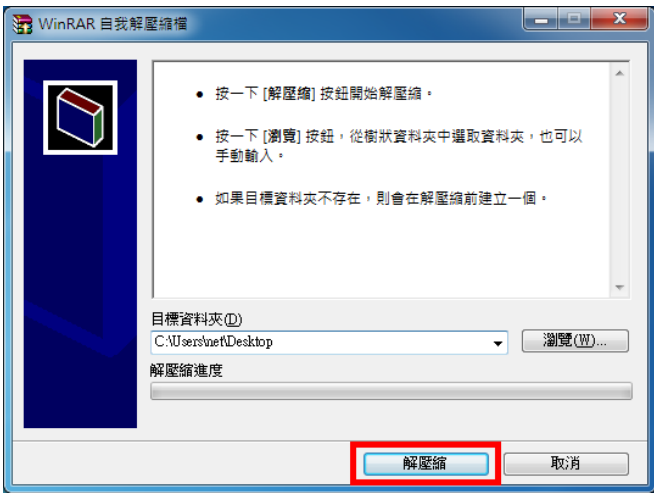 WinRAR 自我解壓縮檔
按一下 [解壓縮] 按鈕開始解壓縮。
按一下 [瀏覽] 按鈕，從樹狀資料夾中選取資料夾，也可以
手動輸入。
如果目標資料夾不存在，則會在解壓縮前建立一個。
目標資料夾(D)
C:\Users\net\Desktop
瀏覽(W)...
解壓縮進度
解壓縮
取消